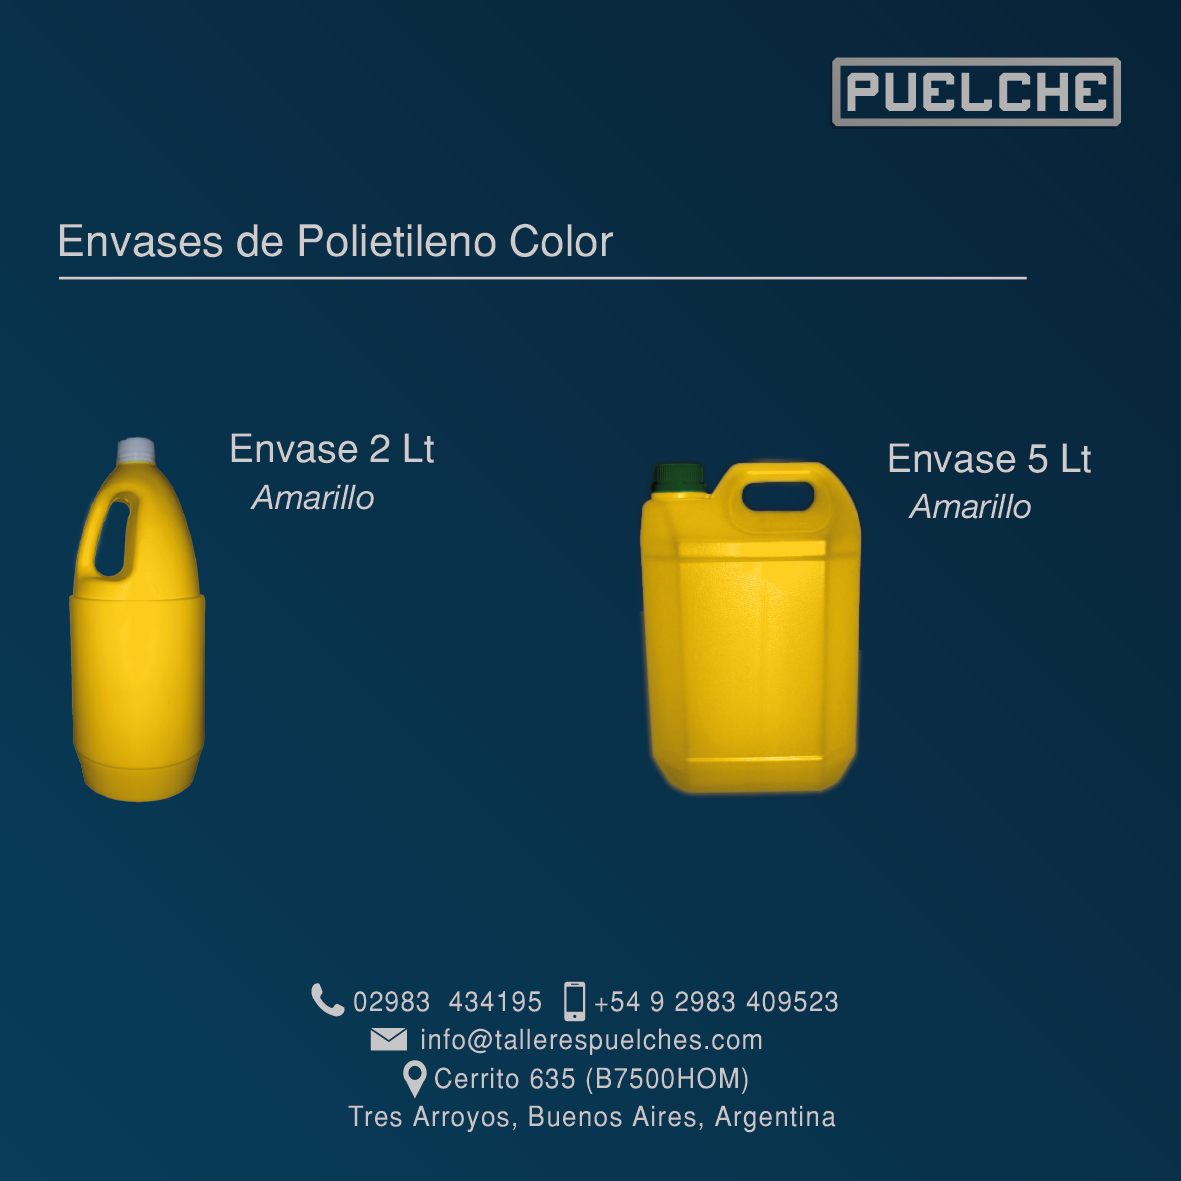 PUELCHE
Envases de Polietileno Color
Envase 2 Lt
Amarillo
Envase 5 Lt
Amarillo
02983 434195 +54 9 2983 409523
info@tallerespuelches.com
Cerrito 635 (B7500HOM)
Tres Arroyos, Buenos Aires, Argentina